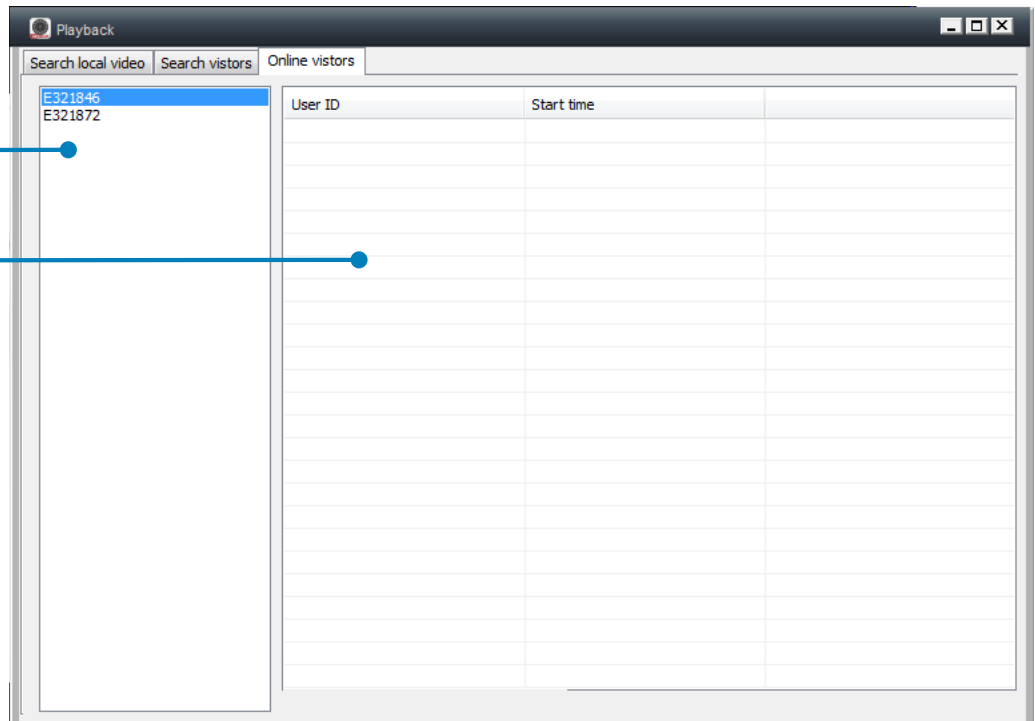 Playback
Search local video Search vistors Online vistors
E321846
E321872
User ID Start time